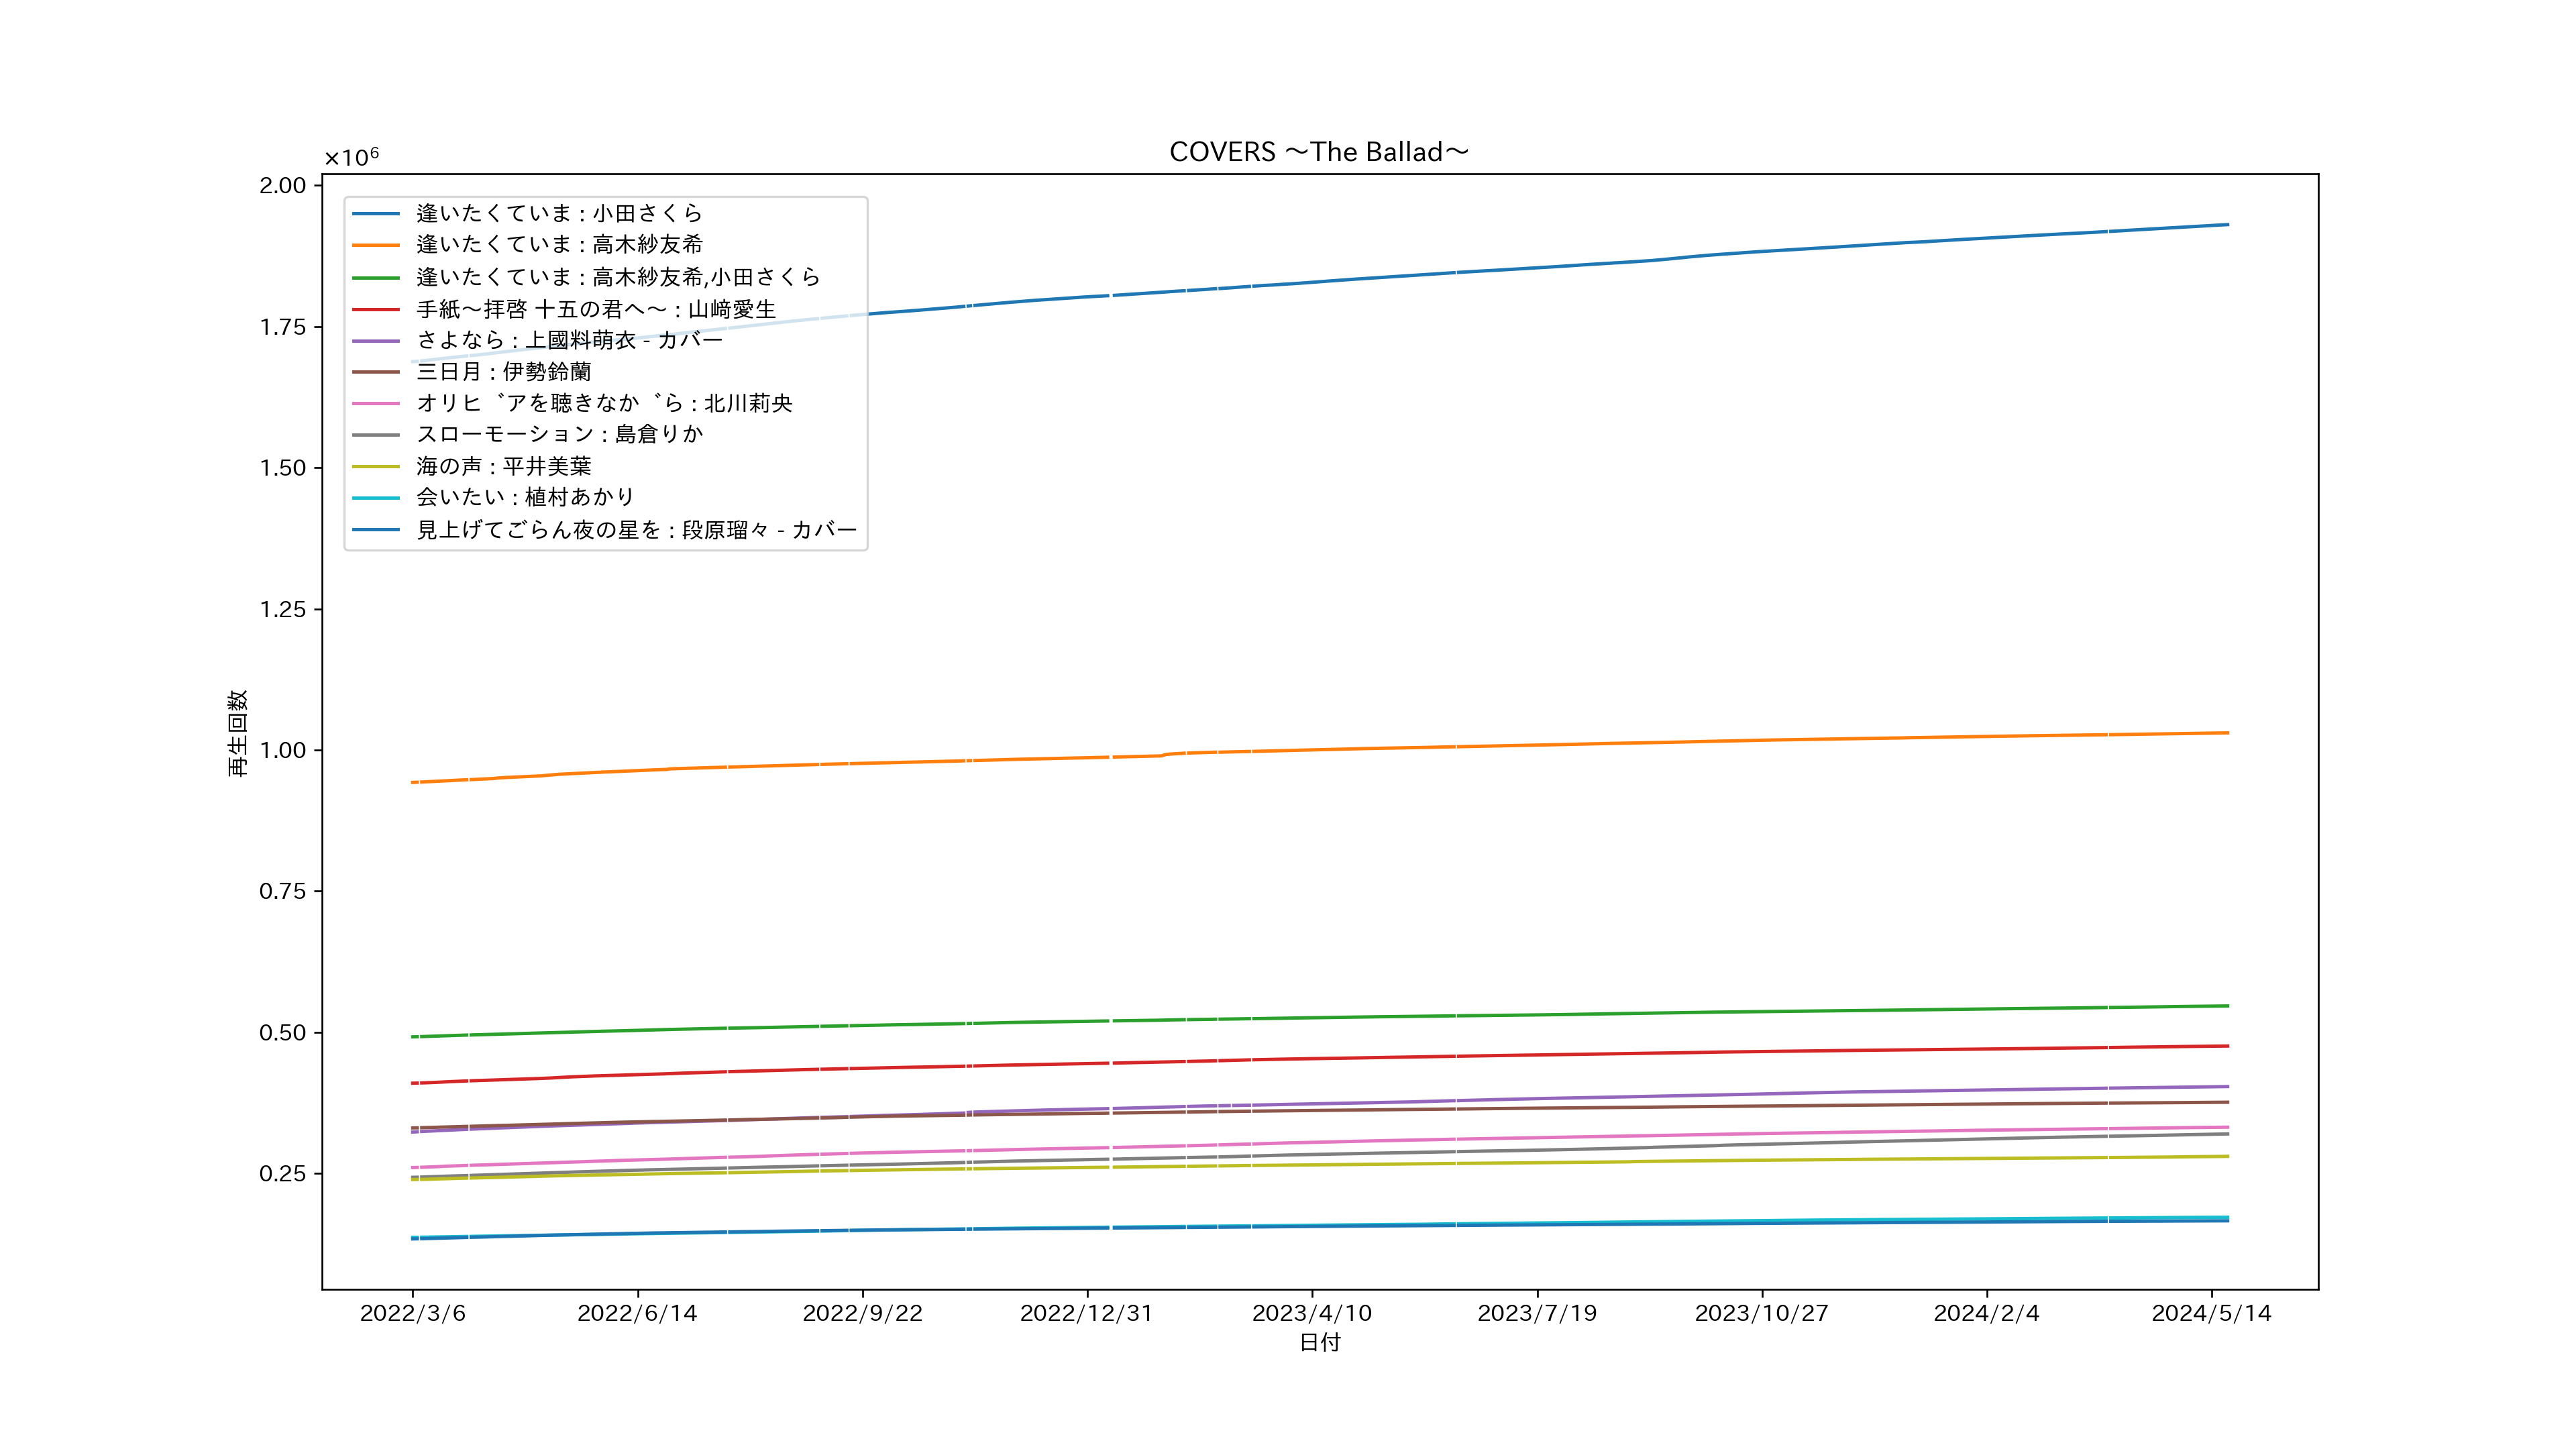 COVERS ～The Ballad～
×10⁶
2.00
1.75
1.50
1.25
1.00
0.75
0.50
0.25
再生回数
逢いたくていま : 小田さくら
逢いたくていま : 高木紗友希
逢いたくていま : 高木紗友希,小田さくら
手紙～拝啓 十五の君へ～ : 山﨑愛生
さよなら : 上國料萌衣 - カバー
三日月 : 伊勢鈴蘭
オリヒ゛アを聴きなか゛ら : 北川莉央
スローモーション : 島倉りか
海の声 : 平井美葉
会いたい : 植村あかり
見上げてごらん夜の星を : 段原瑠々 - カバー
2022/3/6
2022/6/14
2022/9/22
2022/12/31
2023/4/10
2023/7/19
2023/10/27
2024/2/4
2024/5/14
日付